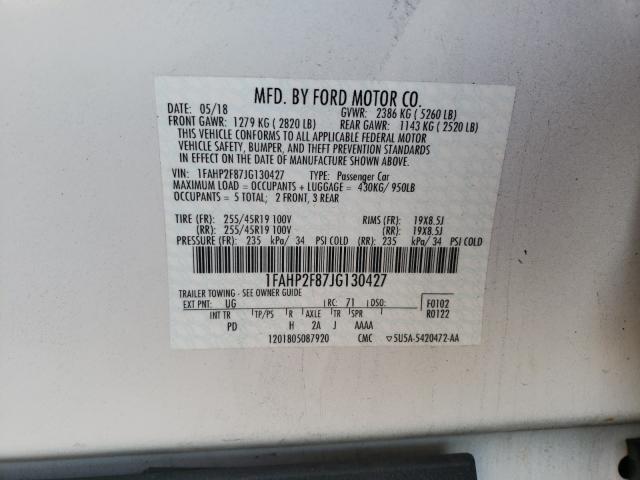 MFD. BY FORD MOTOR CO.
DATE: 05/18 GVWR: 2386 KG ( 5260 LB)
FRONT GAWR: 1279 KG ( 2820 LB) REAR GAWR: 1143 KG ( 2520 LB)
THIS VEHICLE CONFORMS TO ALL APPLICABLE FEDERAL MOTOR
VEHICLE SAFETY, BUMPER, AND THEFT PREVENTION STANDARDS
IN EFFECT ON THE DATE OF MANUFACTURE SHOWN ABOVE.
VIN: 1FAHP2F87JG130427 TYPE: Passenger Car
MAXIMUM LOAD = OCCUPANTS + LUGGAGE = 430KG/ 950LB
OCCUPANTS = 5 TOTAL; 2 FRONT, 3 REAR
TIRE (FR): 255/45R19 100V RIMS (FR): 19X8.5J
(RR): 255/45R19 100V (RR): 19X8.5J
PRESSURE (FR): 235 kPa/ 34 PSI COLD (RR): 235 kPa/ 34 PSI COLD
1FAHP2F87JG130427
TRAILER TOWING - SEE OWNER GUIDE
EXT PNT: UG RC: 71 DSO: F0102
INT TR TP/PS R AXLE TR SPR R0122
PD H 2A J AAAA
1201805087920 CMC ▽5U5A-5420472-AA